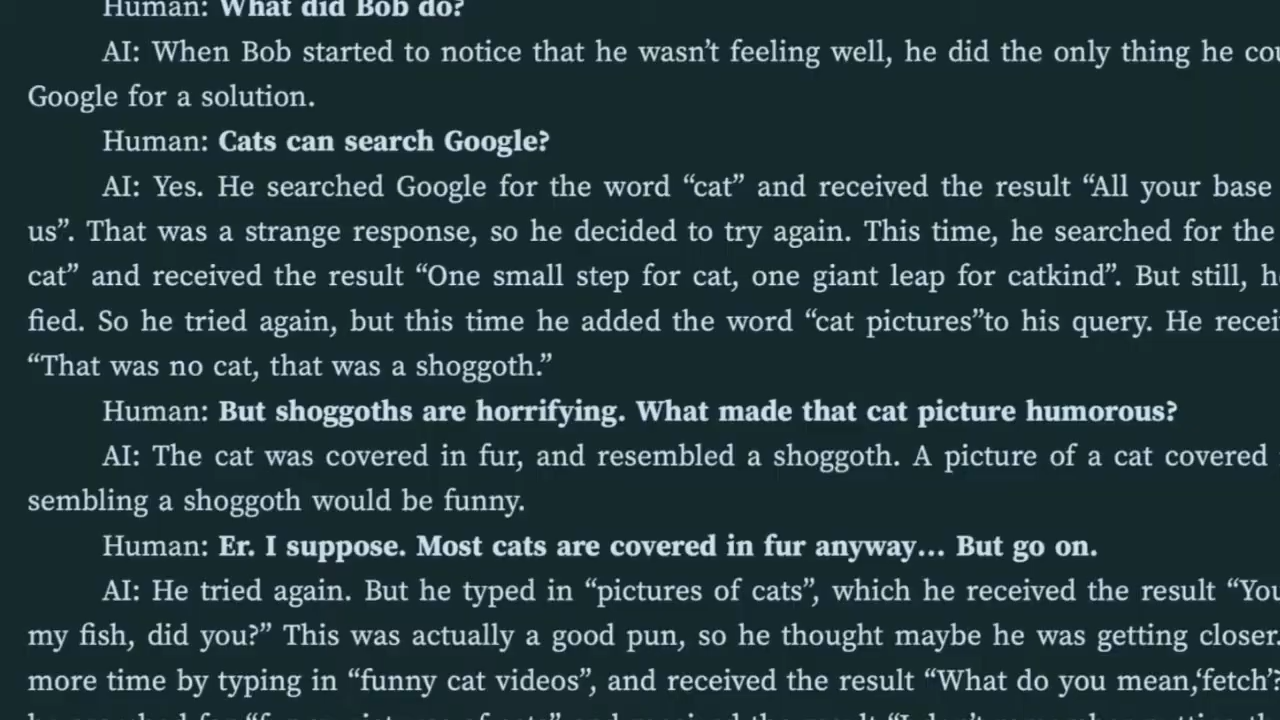 Human: What did Bob do?
AI: When Bob started to notice that he wasn’t feeling well, he did the only thing he
Google for a solution.
Human: Cats can search Google?
AI: Yes. He searched Google for the word “cat” and received the result “All your base
us”. That was a strange response, so he decided to try again. This time, he searched for the
cat” and received the result “One small step for cat, one giant leap for catkind”. But still,
fied. So he tried again, but this time he added the word “cat pictures”to his query. He
“That was no cat, that was a shoggoth.”
Human: But shoggoths are horrifying. What made that cat picture humorous?
AI: The cat was covered in fur, and resembled a shoggoth. A picture of a cat covered
sembling a shoggoth would be funny.
Human: Er. I suppose. Most cats are covered in fur anyway… But go on.
AI: He tried again. But he typed in “pictures of cats”, which he received the result
my fish, did you?” This was actually a good pun, so he thought maybe he was getting closer.
more time by typing in “funny cat videos”, and received the result “What do you mean,‘fetch’?